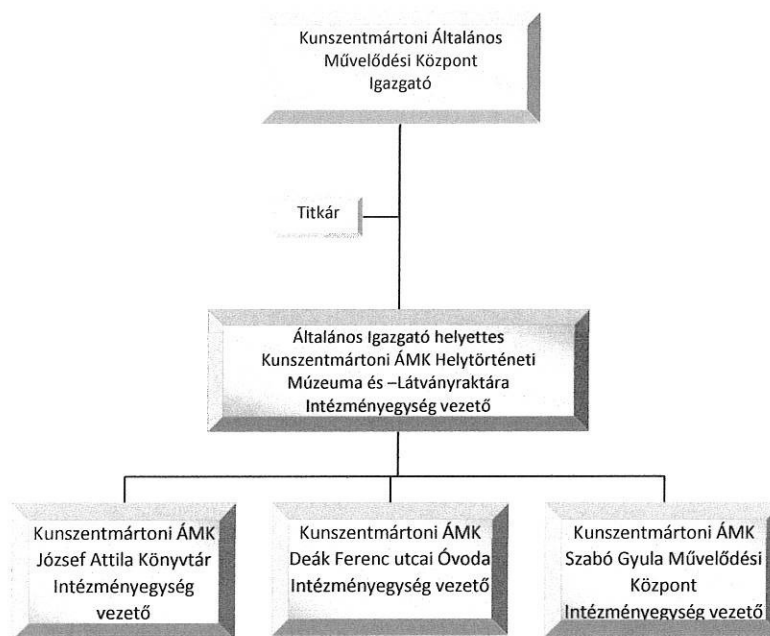 Kunszentmártoni Általános
Művelődési Központ
Igazgató
Titkár
Általános Igazgató helyettes
Kunszentmártoni ÁMK Helytörténeti
Múzeuma és –Látványraktára
Intézményegység vezető
Kunszentmártoni ÁMK
József Attila Könyvtár
Intézményegység
vezető
Kunszentmártoni ÁMK
Deák Ferenc utcai Óvoda
Intézményegység vezető
Kunszentmártoni ÁMK
Szabó Gyula Művelődési
Központ
Intézményegység vezető